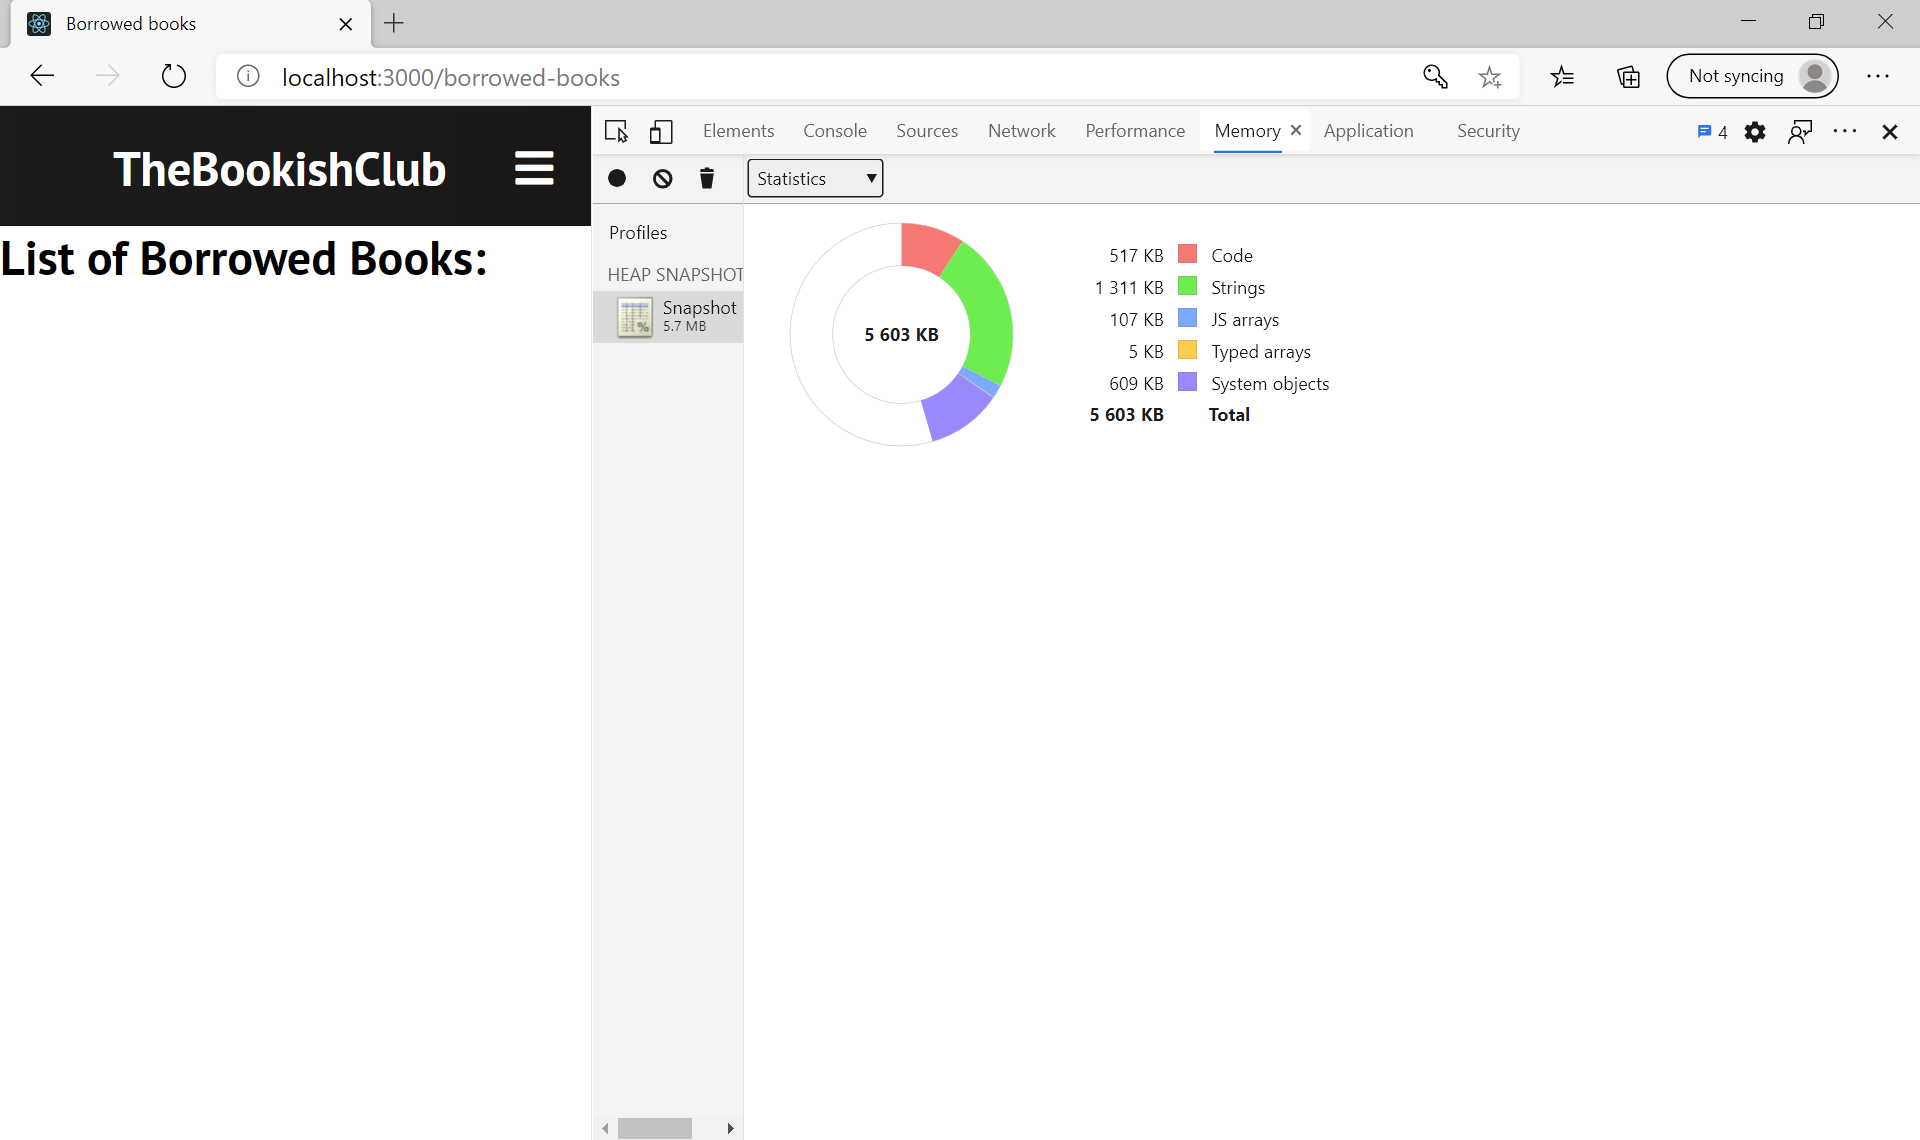 Borrowed books
localhost:3000/borrowed-books
Not syncing
TheBookishClub
List of Borrowed Books:
Elements Console Sources Network Performance Memory Application Security 4
Statistics
Profiles
HEAP SNAPSHOT
Snapshot
5.7 MB
5 603 KB
517 KB Code
1 311 KB Strings
107 KB JS arrays
5 KB Typed arrays
609 KB System objects
5 603 KB Total